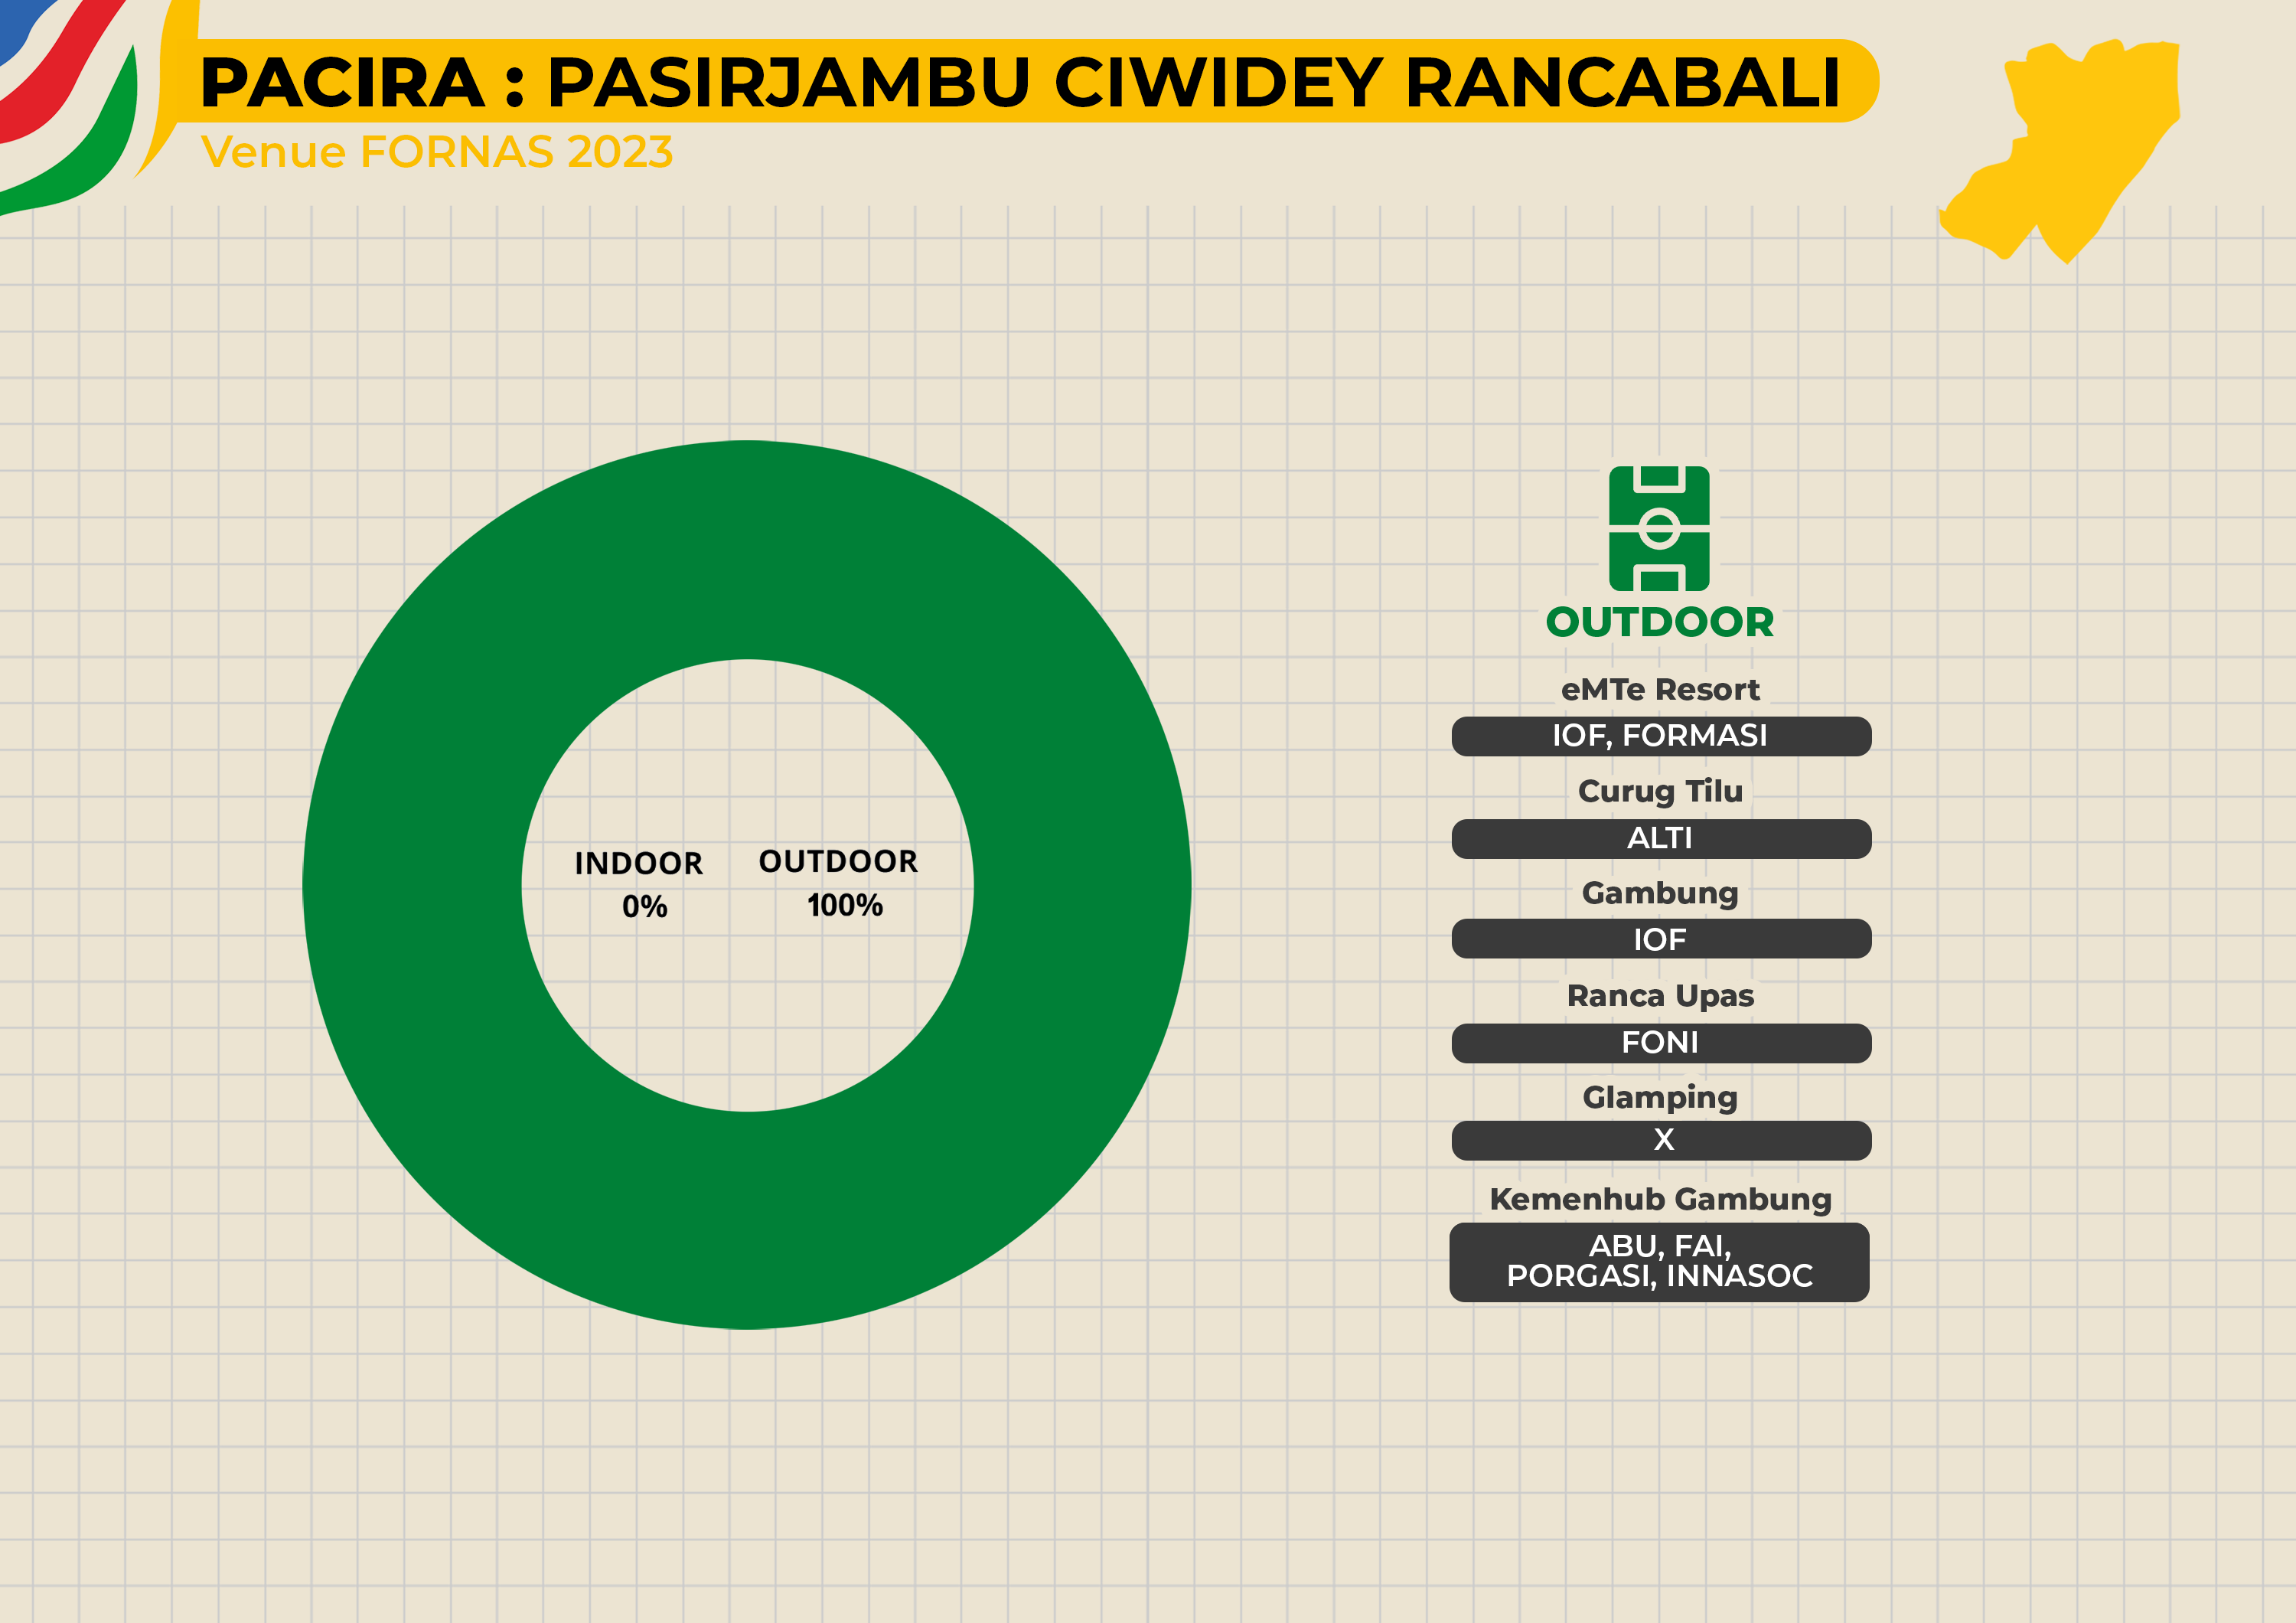 PACIRA : PASIRJAMBU CIWIDEY RANCABALI
Venue FORNAS 2023
INDOOR
0%
OUTDOOR
100%
OUTDOOR
eMTe Resort
IOF, FORMASI
Curug Tilu
ALTI
Gambung
IOF
Ranca Upas
FONI
Glamping
X
Kemenhub Gambung
ABU, FAI,
PORGASI, INNASOC